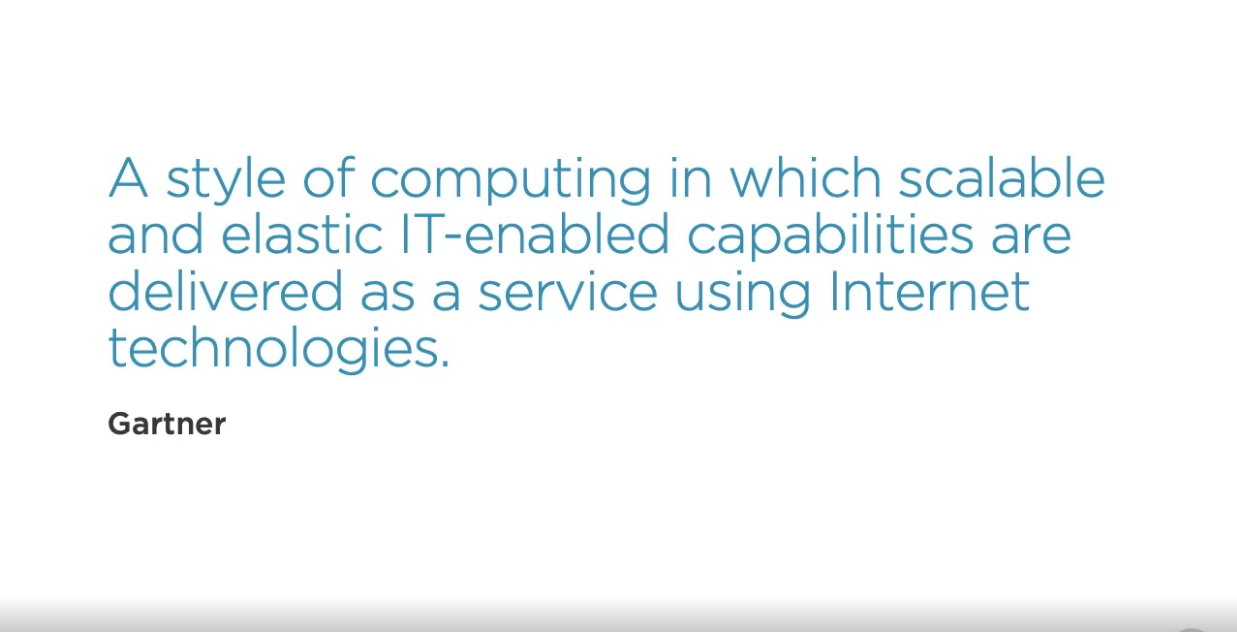 A style of computing in which scalable
and elastic IT-enabled capabilities are
delivered as a service using Internet
technologies.
Gartner